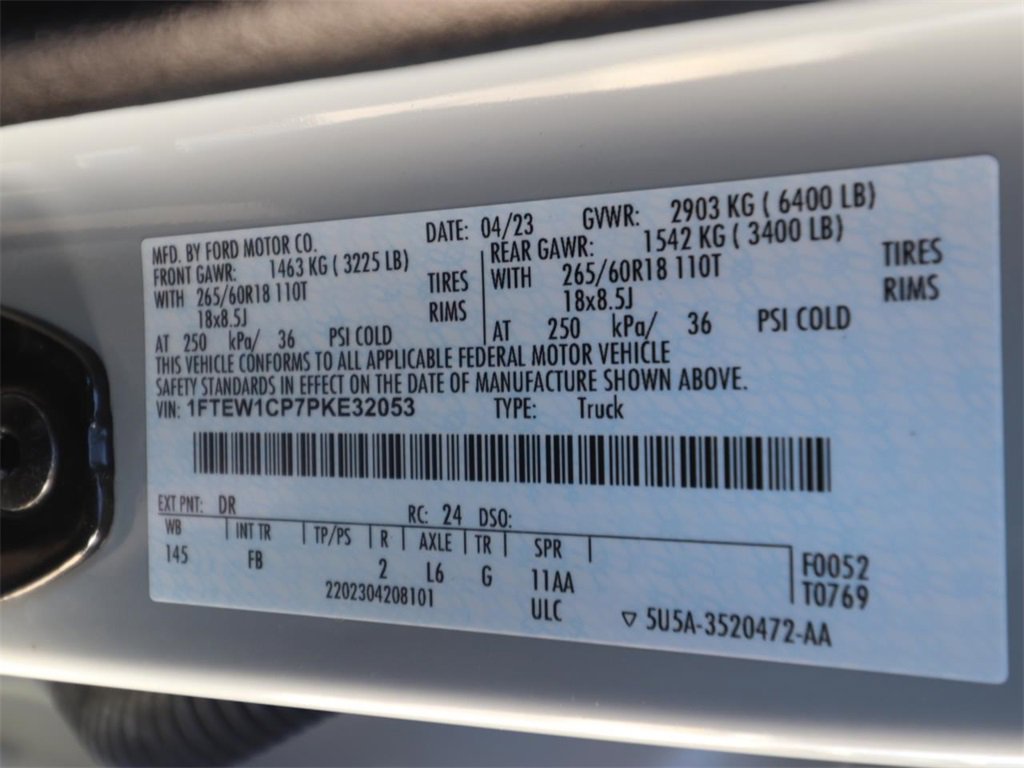 MFD. BY FORD MOTOR CO. DATE: 04/23 GVWR: 2903 KG ( 6400 LB)
FRONT GAWR: 1463 KG ( 3225 LB) REAR GAWR: 1542 KG ( 3400 LB)
WITH 265/60R18 110T TIRES WITH 265/60R18 110T TIRES
18x8.5J RIMS 18x8.5J RIMS
AT 250 kPa/ 36 PSI COLD AT 250 kPa/ 36 PSI COLD
THIS VEHICLE CONFORMS TO ALL APPLICABLE FEDERAL MOTOR VEHICLE
SAFETY STANDARDS IN EFFECT ON THE DATE OF MANUFACTURE SHOWN ABOVE.
VIN: 1FTEW1CP7PKE32053 TYPE: Truck
EXT PNT: DR RC: 24 DSO:
WB INT TR TP/PS R AXLE TR SPR
145 FB 2 L6 G 11AA F0052
2202304208101 ULC T0769
▽ 5U5A-3520472-AA